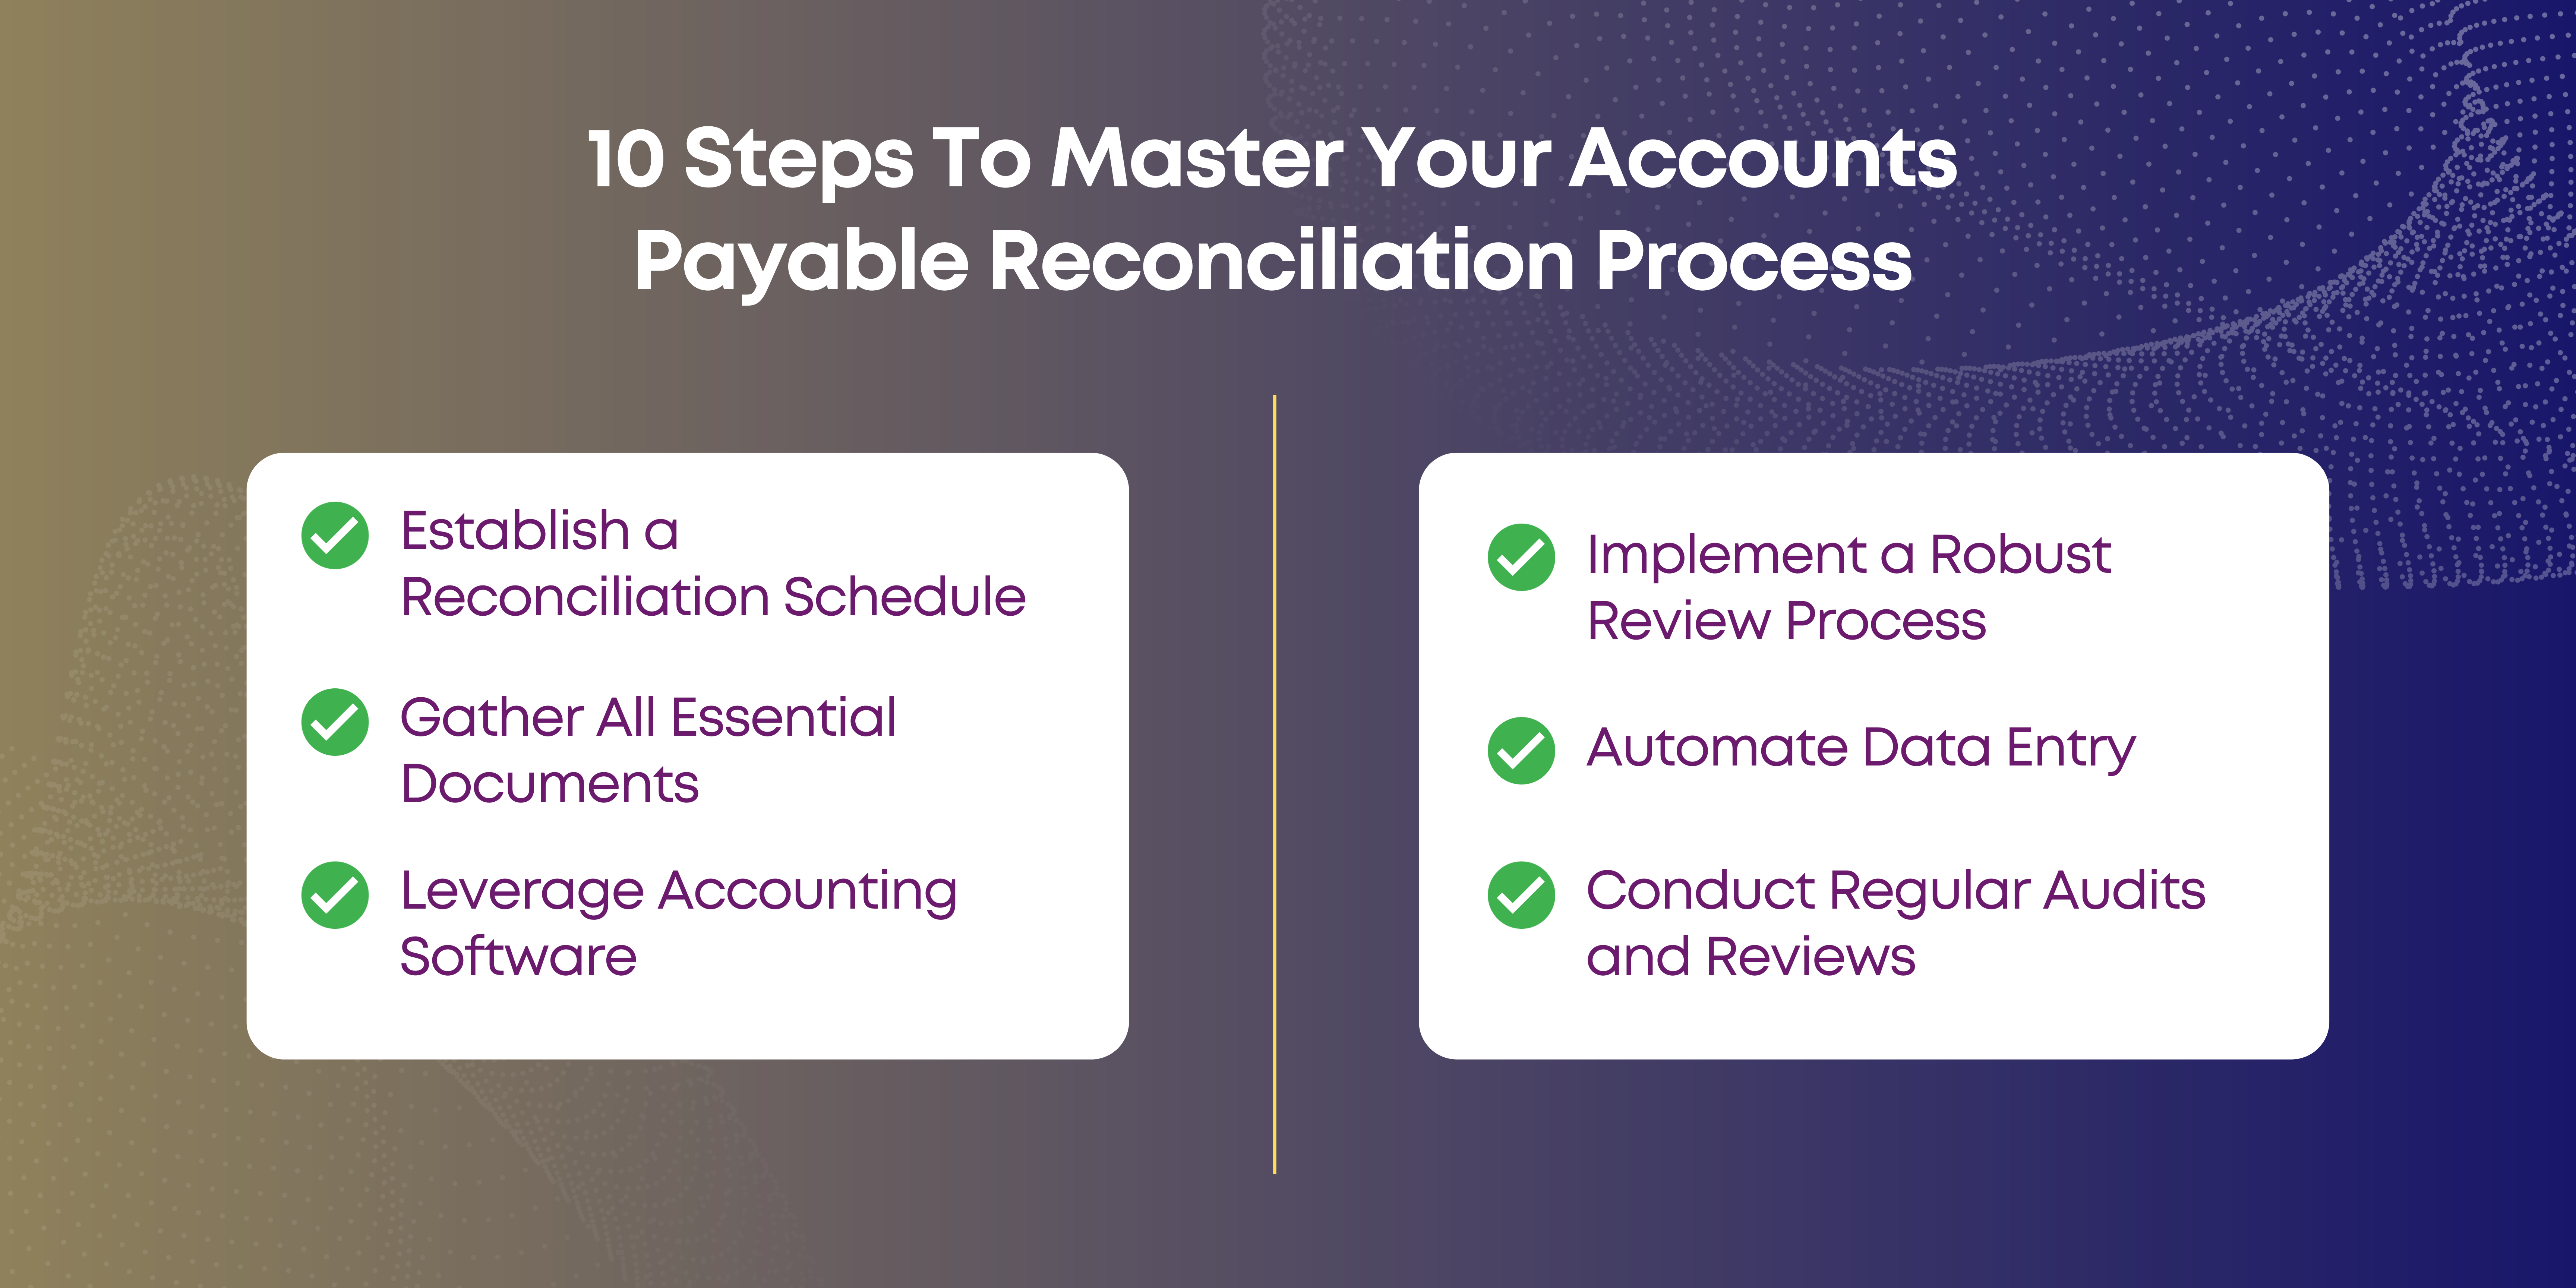 10 Steps To Master Your Accounts
Payable Reconciliation Process
Establish a
Reconciliation Schedule
Gather All Essential
Documents
Leverage Accounting
Software
Implement a Robust
Review Process
Automate Data Entry
Conduct Regular Audits
and Reviews